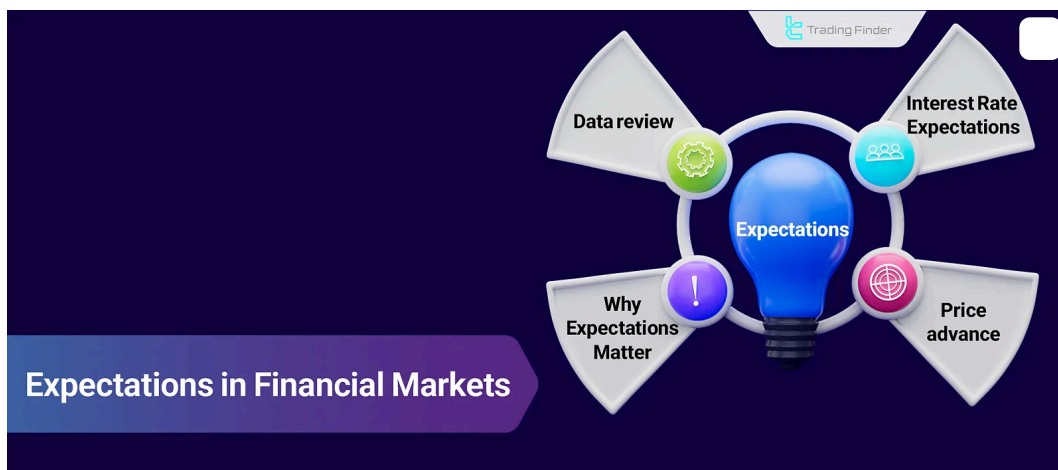 Trading Finder
Data review
Interest Rate
Expectations
Expectations
Why
Expectations
Matter
Price
advance
Expectations in Financial Markets